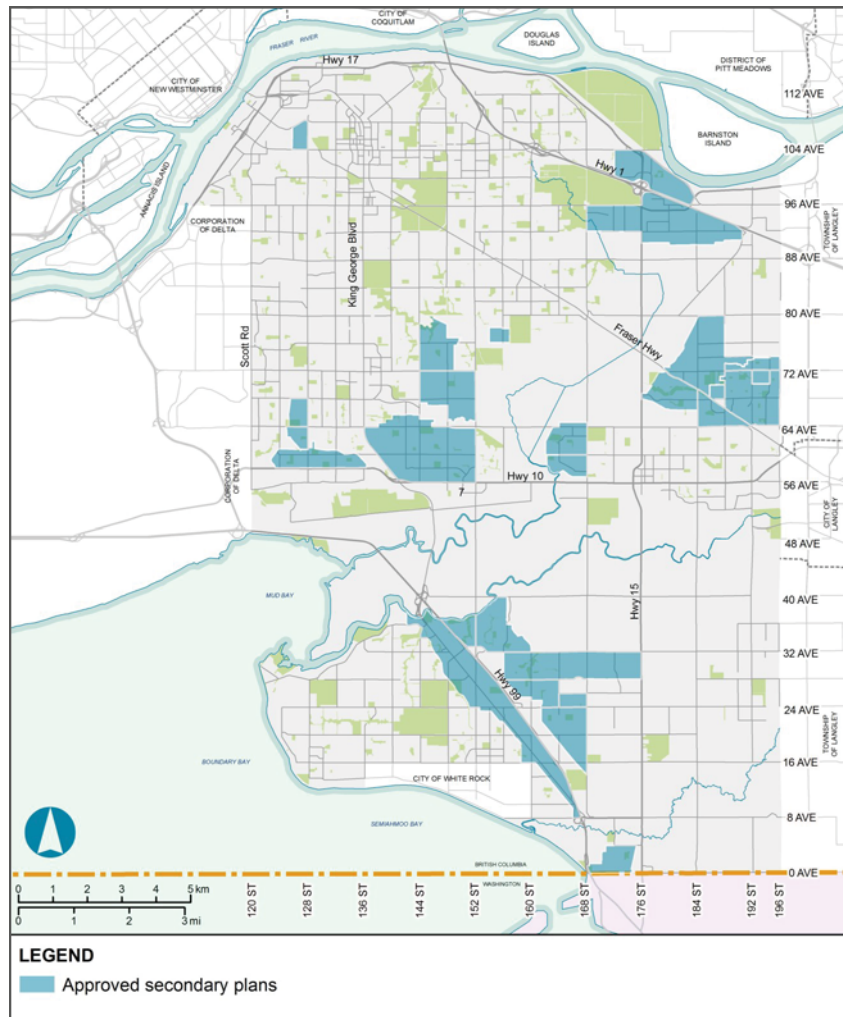 CITY OF
COQUITLAM
FRASER RIVER
DOUGLAS
ISLAND
Hwy 17
DISTRICT OF
PITT MEADOWS
CITY OF
NEW WESTMINSTER
112 AVE
BARNSTON
ISLAND
104 AVE
Hwy 1
ANNACIS ISLAND
96 AVE
CORPORATION
OF DELTA
King George Blvd
TOWNSHIP
OF LANGLEY
88 AVE
80 AVE
Scott Rd
Fraser Hwy
72 AVE
64 AVE
CORPORATION
OF DELTA
Hwy 10
56 AVE
7
CITY OF
LANGLEY
48 AVE
MUD BAY
40 AVE
Hwy 15
32 AVE
Hwy 99
24 AVE
TOWNSHIP
OF LANGLEY
BOUNDARY BAY
16 AVE
CITY OF WHITE ROCK
8 AVE
SEMIAHMOO BAY
BRITISH COLUMBIA
0 AVE
WASHINGTON
0 1 2 3 4 5 km
0 1 2 3 mi
120 ST
128 ST
136 ST
144 ST
152 ST
160 ST
168 ST
176 ST
184 ST
192 ST
196 ST
LEGEND
Approved secondary plans